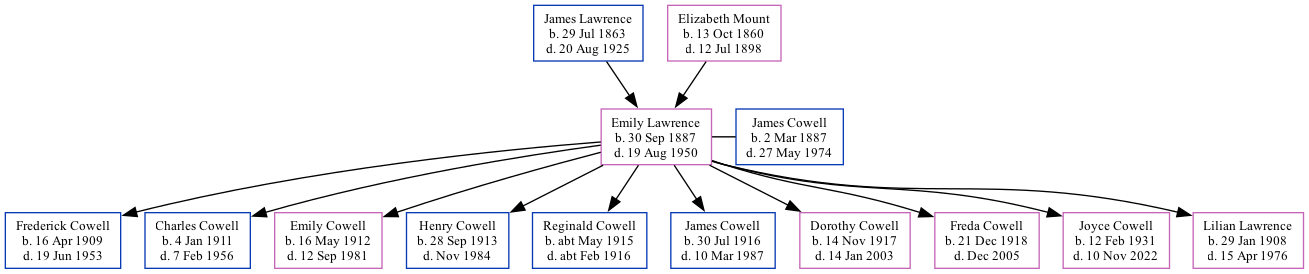 James Lawrence
b. 29 Jul 1863
d. 20 Aug 1925
Elizabeth Mount
b. 13 Oct 1860
d. 12 Jul 1898
Emily Lawrence
b. 30 Sep 1887
d. 19 Aug 1950
James Cowell
b. 2 Mar 1887
d. 27 May 1974
Frederick Cowell
b. 16 Apr 1909
d. 19 Jun 1953
Charles Cowell
b. 4 Jan 1911
d. 7 Feb 1956
Emily Cowell
b. 16 May 1912
d. 12 Sep 1981
Henry Cowell
b. 28 Sep 1913
d. Nov 1984
Reginald Cowell
b. abt May 1915
d. abt Feb 1916
James Cowell
b. 30 Jul 1916
d. 10 Mar 1987
Dorothy Cowell
b. 14 Nov 1917
d. 14 Jan 2003
Freda Cowell
b. 21 Dec 1918
d. Dec 2005
Joyce Cowell
b. 12 Feb 1931
d. 10 Nov 2022
Lilian Lawrence
b. 29 Jan 1908
d. 15 Apr 1976